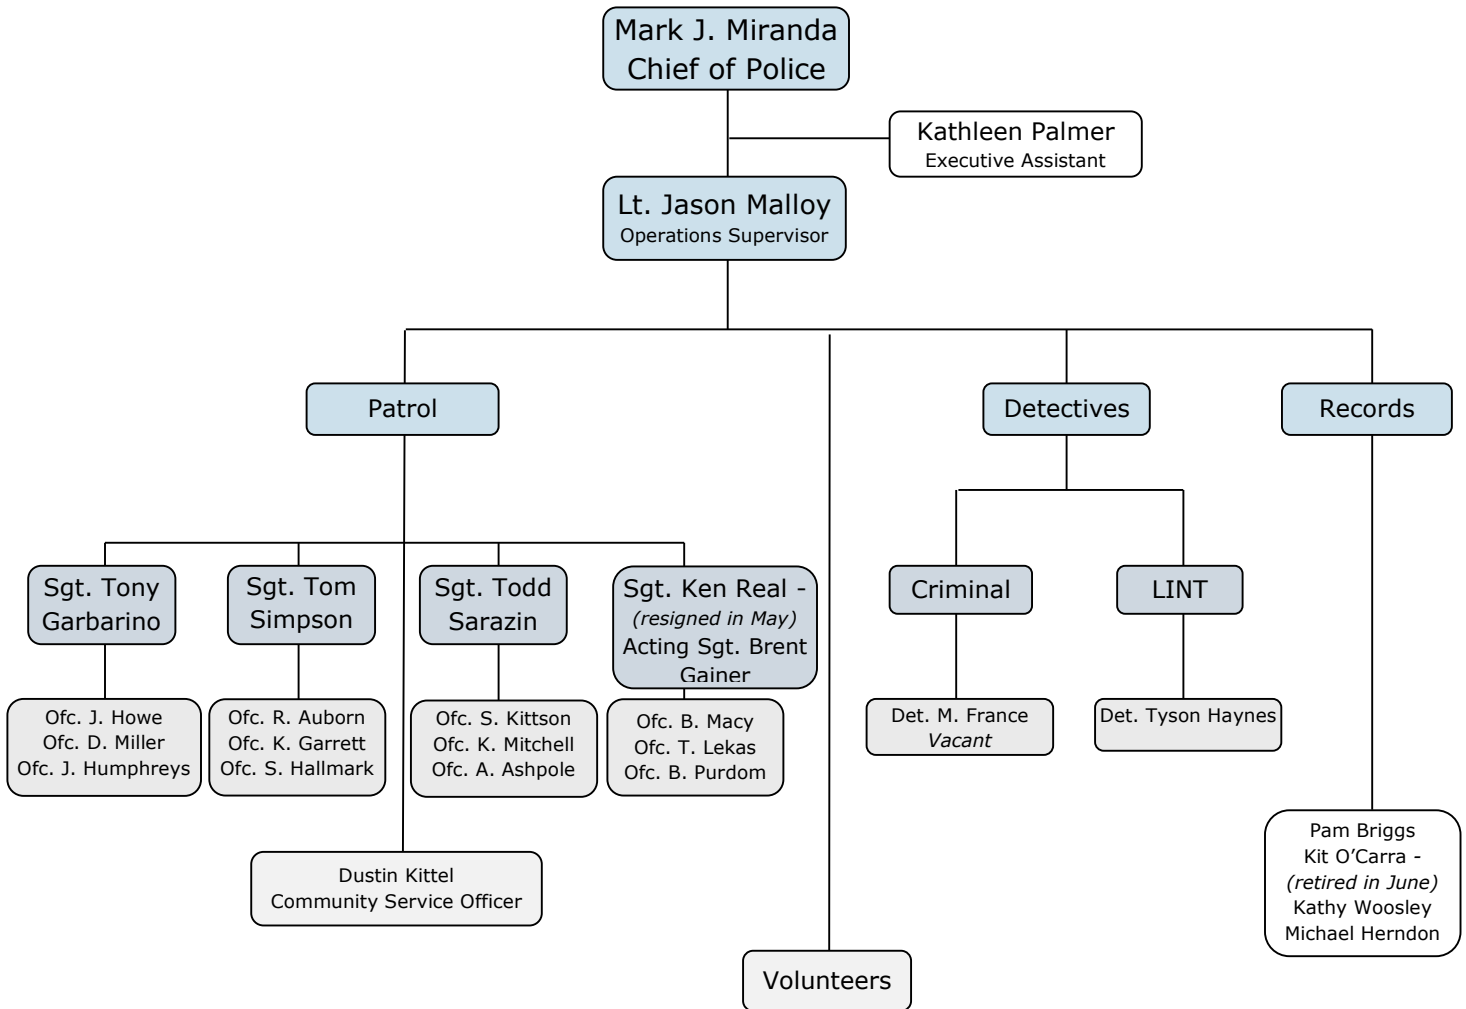 Mark J. Miranda
Chief of Police
Kathleen Palmer
Executive Assistant
Lt. Jason Malloy
Operations Supervisor
Patrol
Detectives
Records
Sgt. Tony
Garbarino
Sgt. Tom
Simpson
Sgt. Todd
Sarazin
Sgt. Ken Real -
(resigned in May)
Acting Sgt. Brent
Gainer
Criminal
LINT
Ofc. J. Howe
Ofc. D. Miller
Ofc. J. Humphreys
Ofc. R. Auborn
Ofc. K. Garrett
Ofc. S. Hallmark
Ofc. S. Kittson
Ofc. K. Mitchell
Ofc. A. Ashpole
Ofc. B. Macy
Ofc. T. Lekas
Ofc. B. Purdom
Det. M. France
Vacant
Det. Tyson Haynes
Dustin Kittel
Community Service Officer
Pam Briggs
Kit O’Carra -
(retired in June)
Kathy Woosley
Michael Herndon
Volunteers